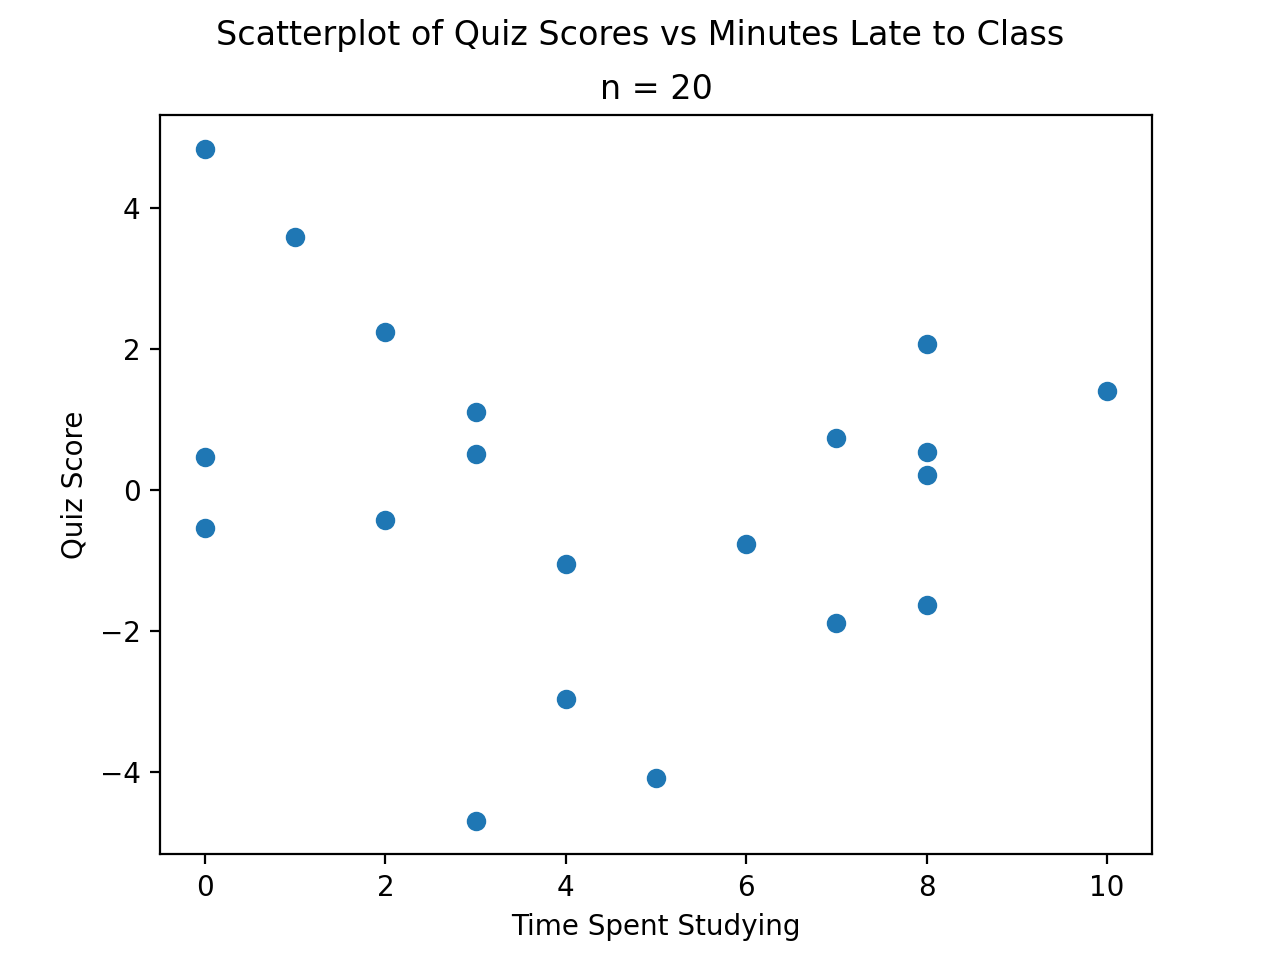 Scatterplot of Quiz Scores vs Minutes Late to Class
n = 20
4
2
0
−2
−4
Quiz Score
0 2 4 6 8 10
Time Spent Studying